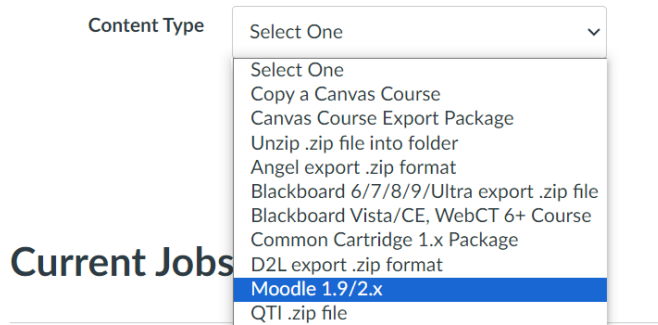 Content Type
Select One
Select One
Copy a Canvas Course
Canvas Course Export Package
Unzip .zip file into folder
Angel export .zip format
Blackboard 6/7/8/9/Ultra export .zip file
Blackboard Vista/CE, WebCT 6+ Course
Common Cartridge 1.x Package
D2L export .zip format
Current Jobs
Moodle 1.9/2.x
QTI .zip file